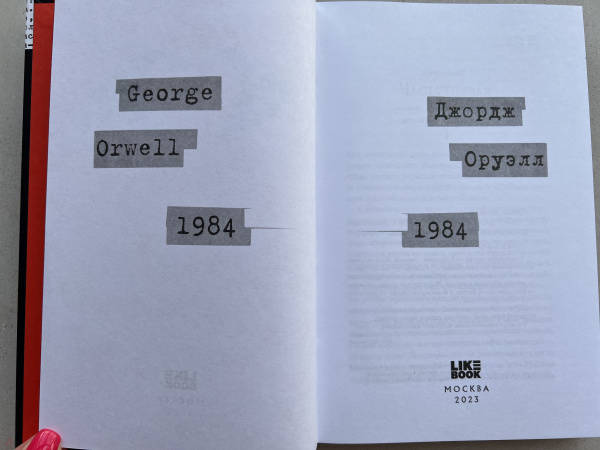 George
Orwell
1984
Джордж
Оруэлл
1984
LIKE
BOOK
МОСКВА
2023